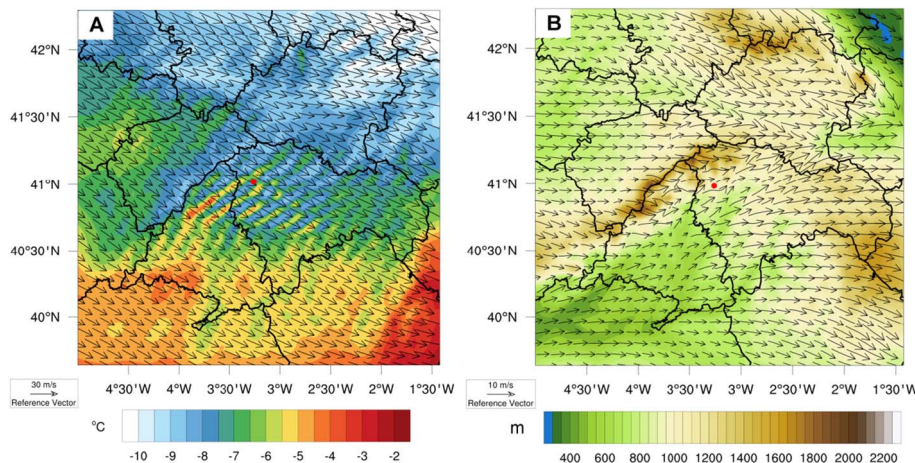 A
42°N
41°30'N
41°N
40°30'N
40°N
4°30'W 4°W 3°30'W 3°W 2°30'W 2°W 1°30'W
30 m/s
Reference Vector
°C
-10 -9 -8 -7 -6 -5 -4 -3 -2
B
42°N
41°30'N
41°N
40°30'N
40°N
4°30'W 4°W 3°30'W 3°W 2°30'W 2°W 1°30'W
10 m/s
Reference Vector
m
400 600 800 1000 1200 1400 1600 1800 2000 2200